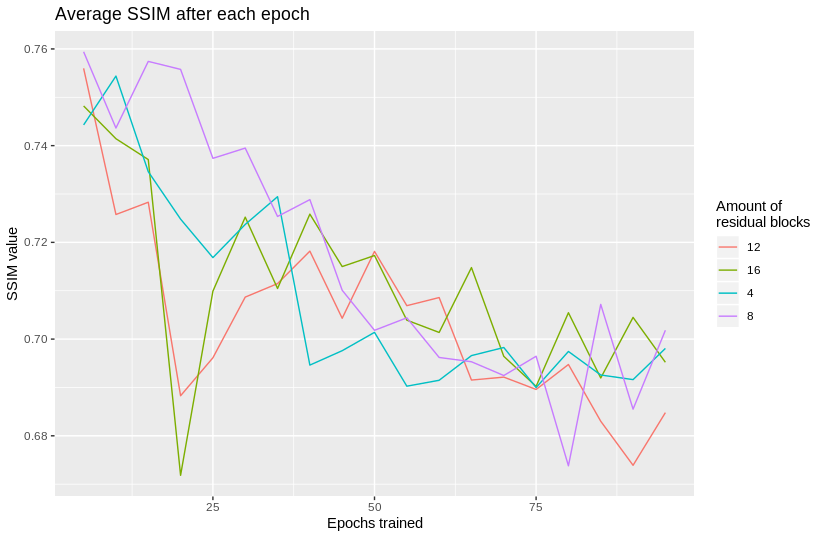 Average SSIM after each epoch
SSIM value
0.76
0.74
0.72
0.70
0.68
25
50
75
Epochs trained
Amount of
residual blocks
12
16
4
8